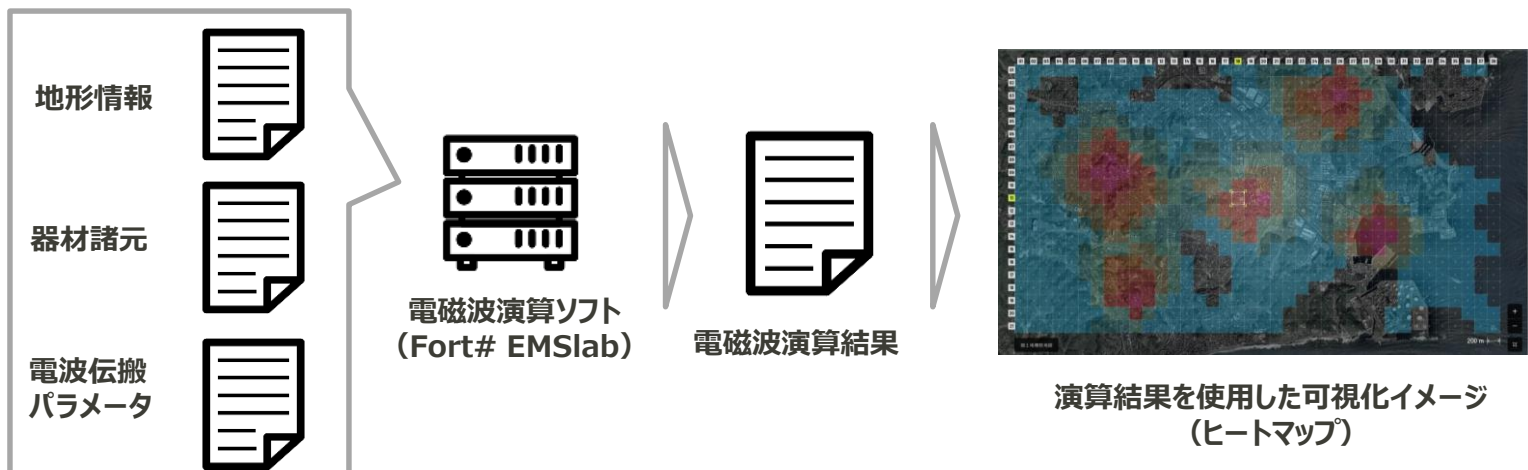 地形情報
器材諸元
電波伝搬
パラメータ
電磁波演算ソフト
（Fort# EMSlab）
電磁波演算結果
200 m
演算結果を使用した可視化イメージ
（ヒートマップ）